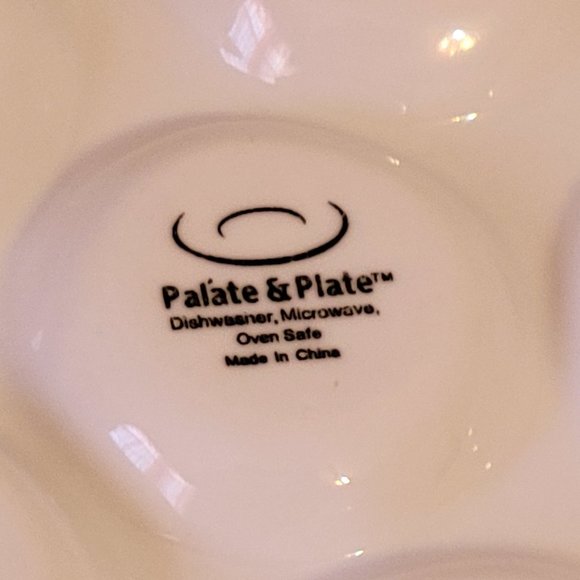 Palate & Plate™
Dishwasher, Microwave,
Oven Safe
Made In China